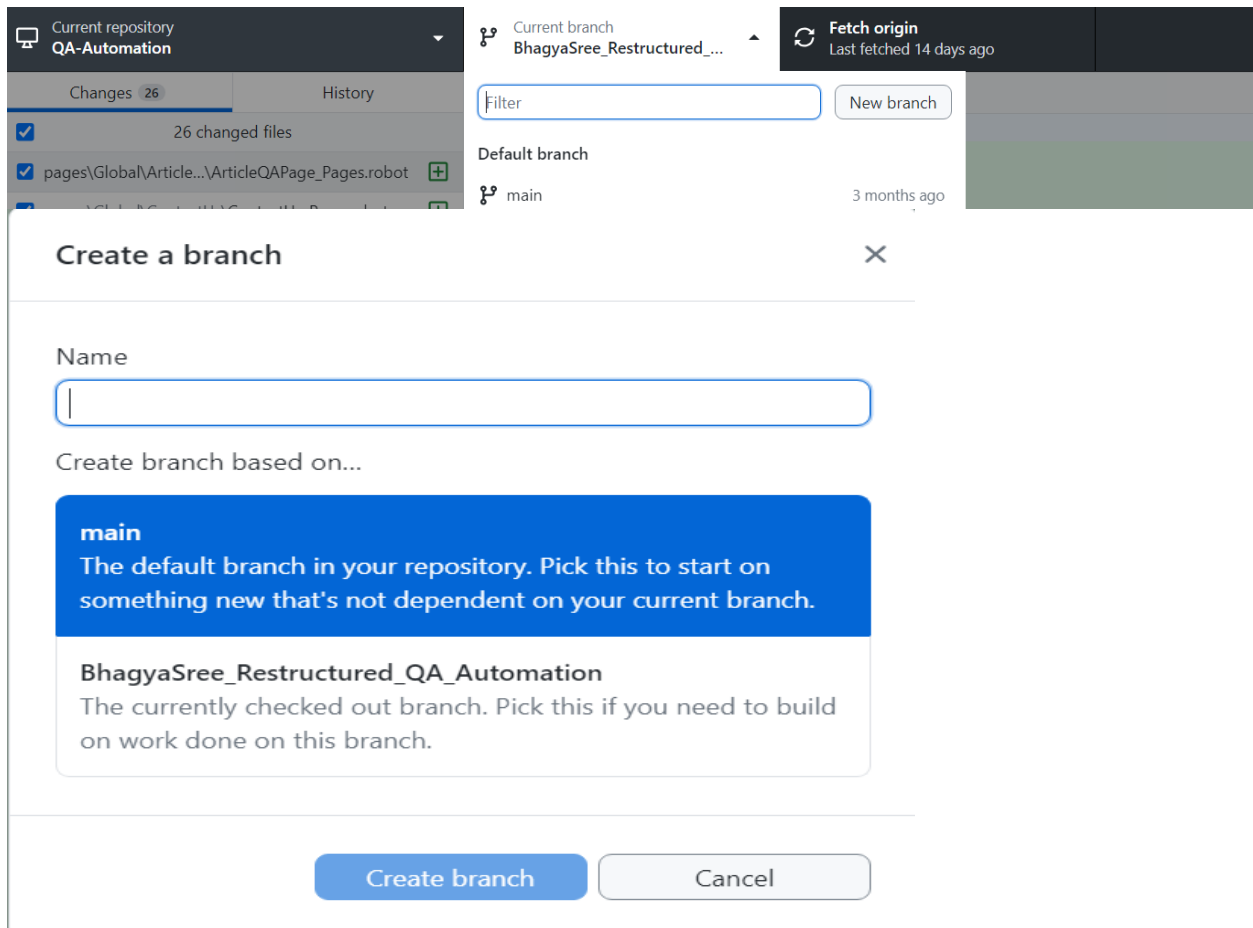 Current repository
QA-Automation
Current branch
BhagyaSree_Restructured_...
Fetch origin
Last fetched 14 days ago
Changes 26
History
Filter
New branch
26 changed files
Default branch
pages\Global\Article...\ArticleQAPage_Pages.robot
main
3 months ago
Create a branch
Name
Create branch based on...
main
The default branch in your repository. Pick this to start on
something new that's not dependent on your current branch.
BhagyaSree_Restructured_QA_Automation
The currently checked out branch. Pick this if you need to build
on work done on this branch.
Create branch
Cancel